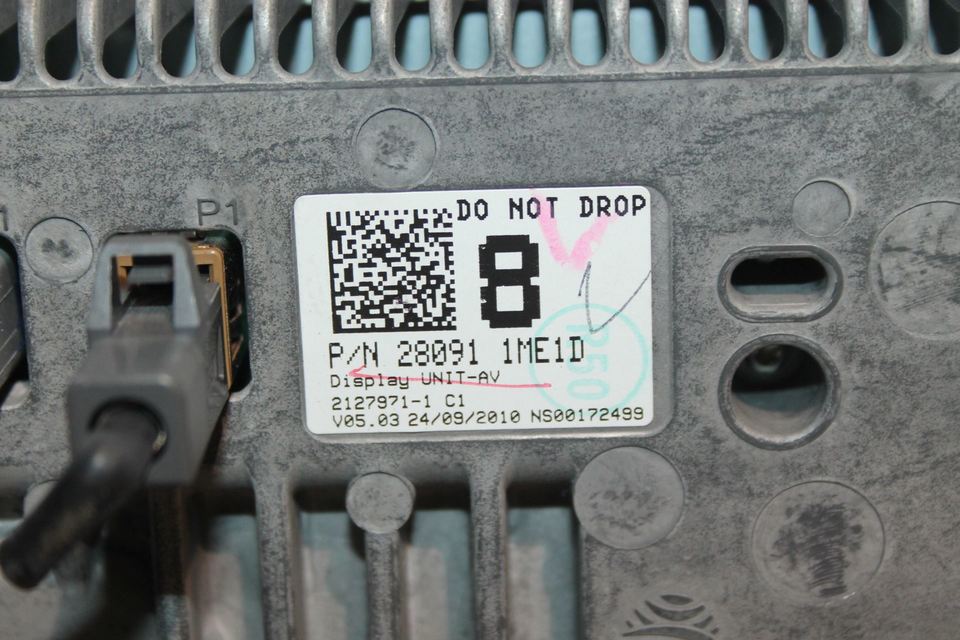 P1
DO NOT DROP
8
P/N 28091 1ME1D
Display UNIT-AV
2127971-1 C1
V05.03 24/09/2010 NS00172499